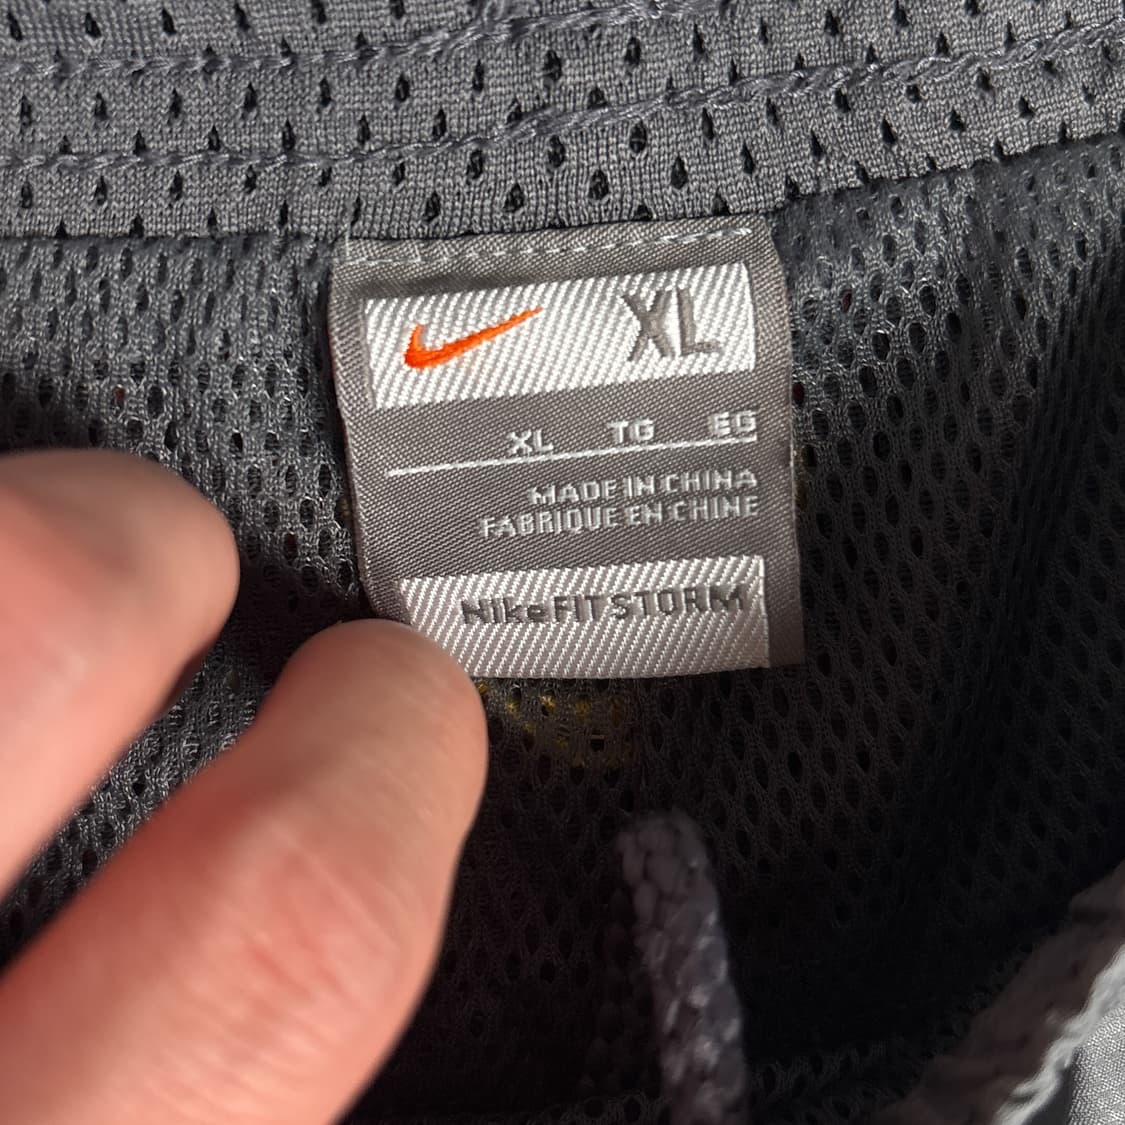 XL
XL TG EG
MADE IN CHINA
FABRIQUE EN CHINE
NikeFIT STORM